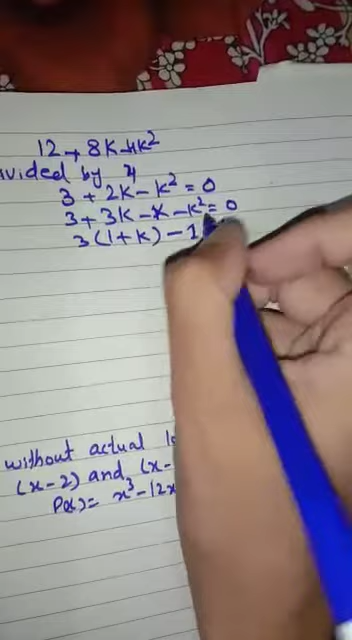 12 + 8k - 4k²
divided by 4
3 + 2k - k² = 0
3 + 3k - k - k² = 0
3(1+k) - 1
without actual
(x-2) and (x-
P(x) = x³ - 12x